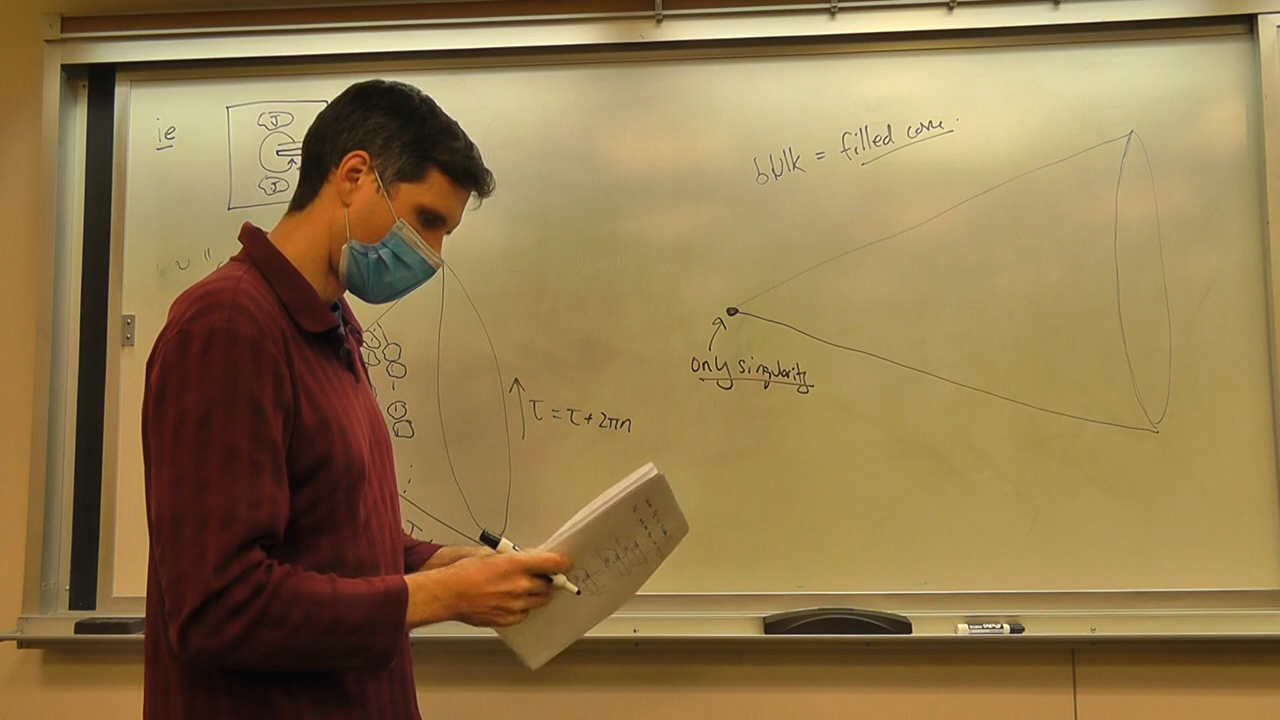 ie
J
J
bulk = filled cone.
only singularity
τ = τ + 2πn